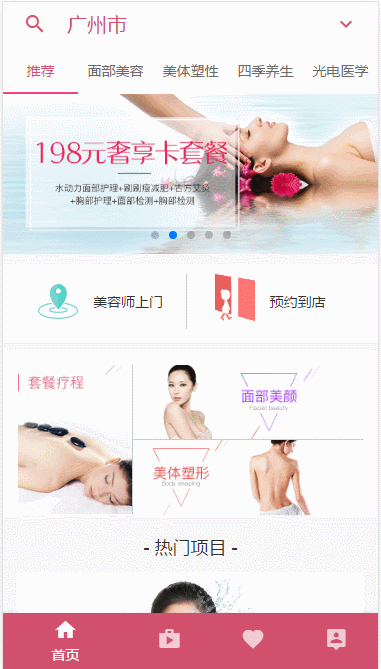 广州市
推荐 面部美容 美体塑性 四季养生 光电医学
198元奢享卡套餐
水动力面部护理+刷刷瘦减肥+古方艾灸
+胸部护理+面部检测+胸部检测
美容师上门 预约到店
套餐疗程
面部美颜
Facial beauty
美体塑形
Body shaping
- 热门项目 -
首页